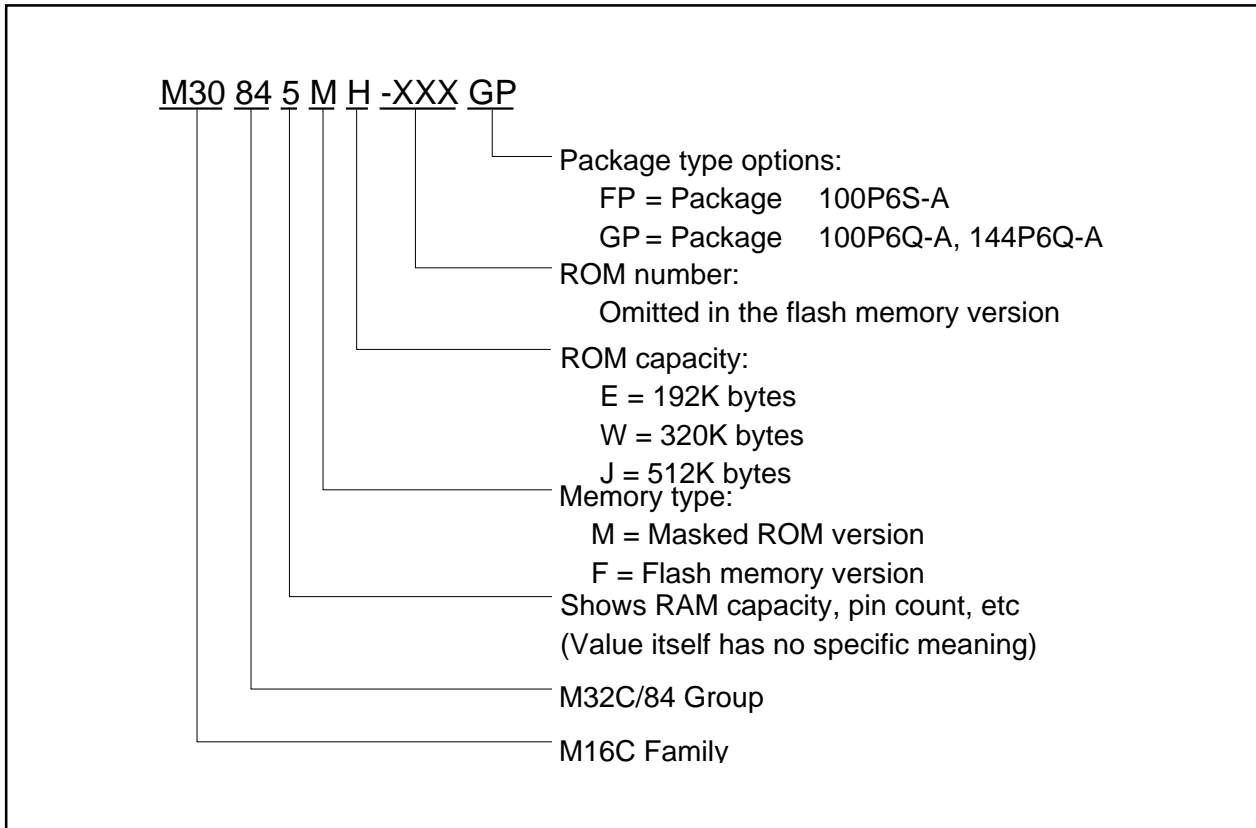 M30 84 5 M H -XXX GP
Package type options:
FP = Package 100P6S-A
GP = Package 100P6Q-A, 144P6Q-A
ROM number:
Omitted in the flash memory version
ROM capacity:
E = 192K bytes
W = 320K bytes
J = 512K bytes
Memory type:
M = Masked ROM version
F = Flash memory version
Shows RAM capacity, pin count, etc
(Value itself has no specific meaning)
M32C/84 Group
M16C Family